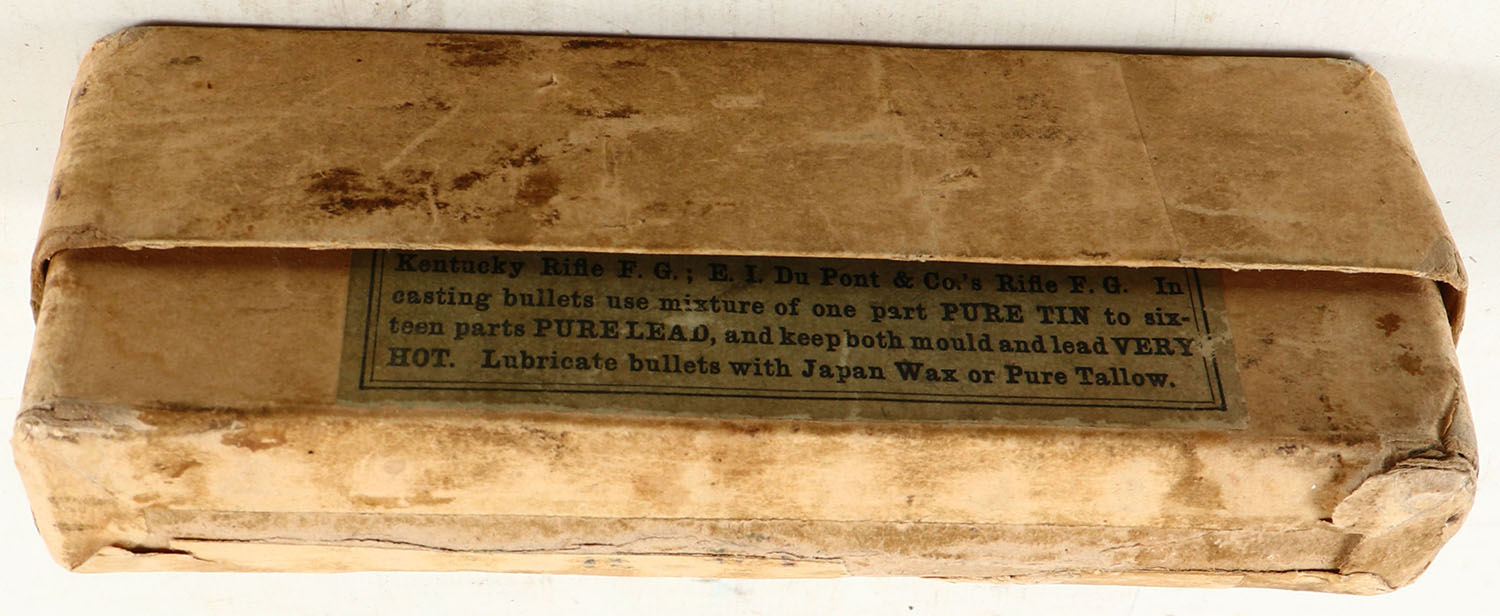 Kentucky Rifle F. G.; E. I. Du Pont & Co.'s Rifle F. G. In
casting bullets use mixture of one part PURE TIN to six-
teen parts PURE LEAD, and keep both mould and lead VERY
HOT. Lubricate bullets with Japan Wax or Pure Tallow.